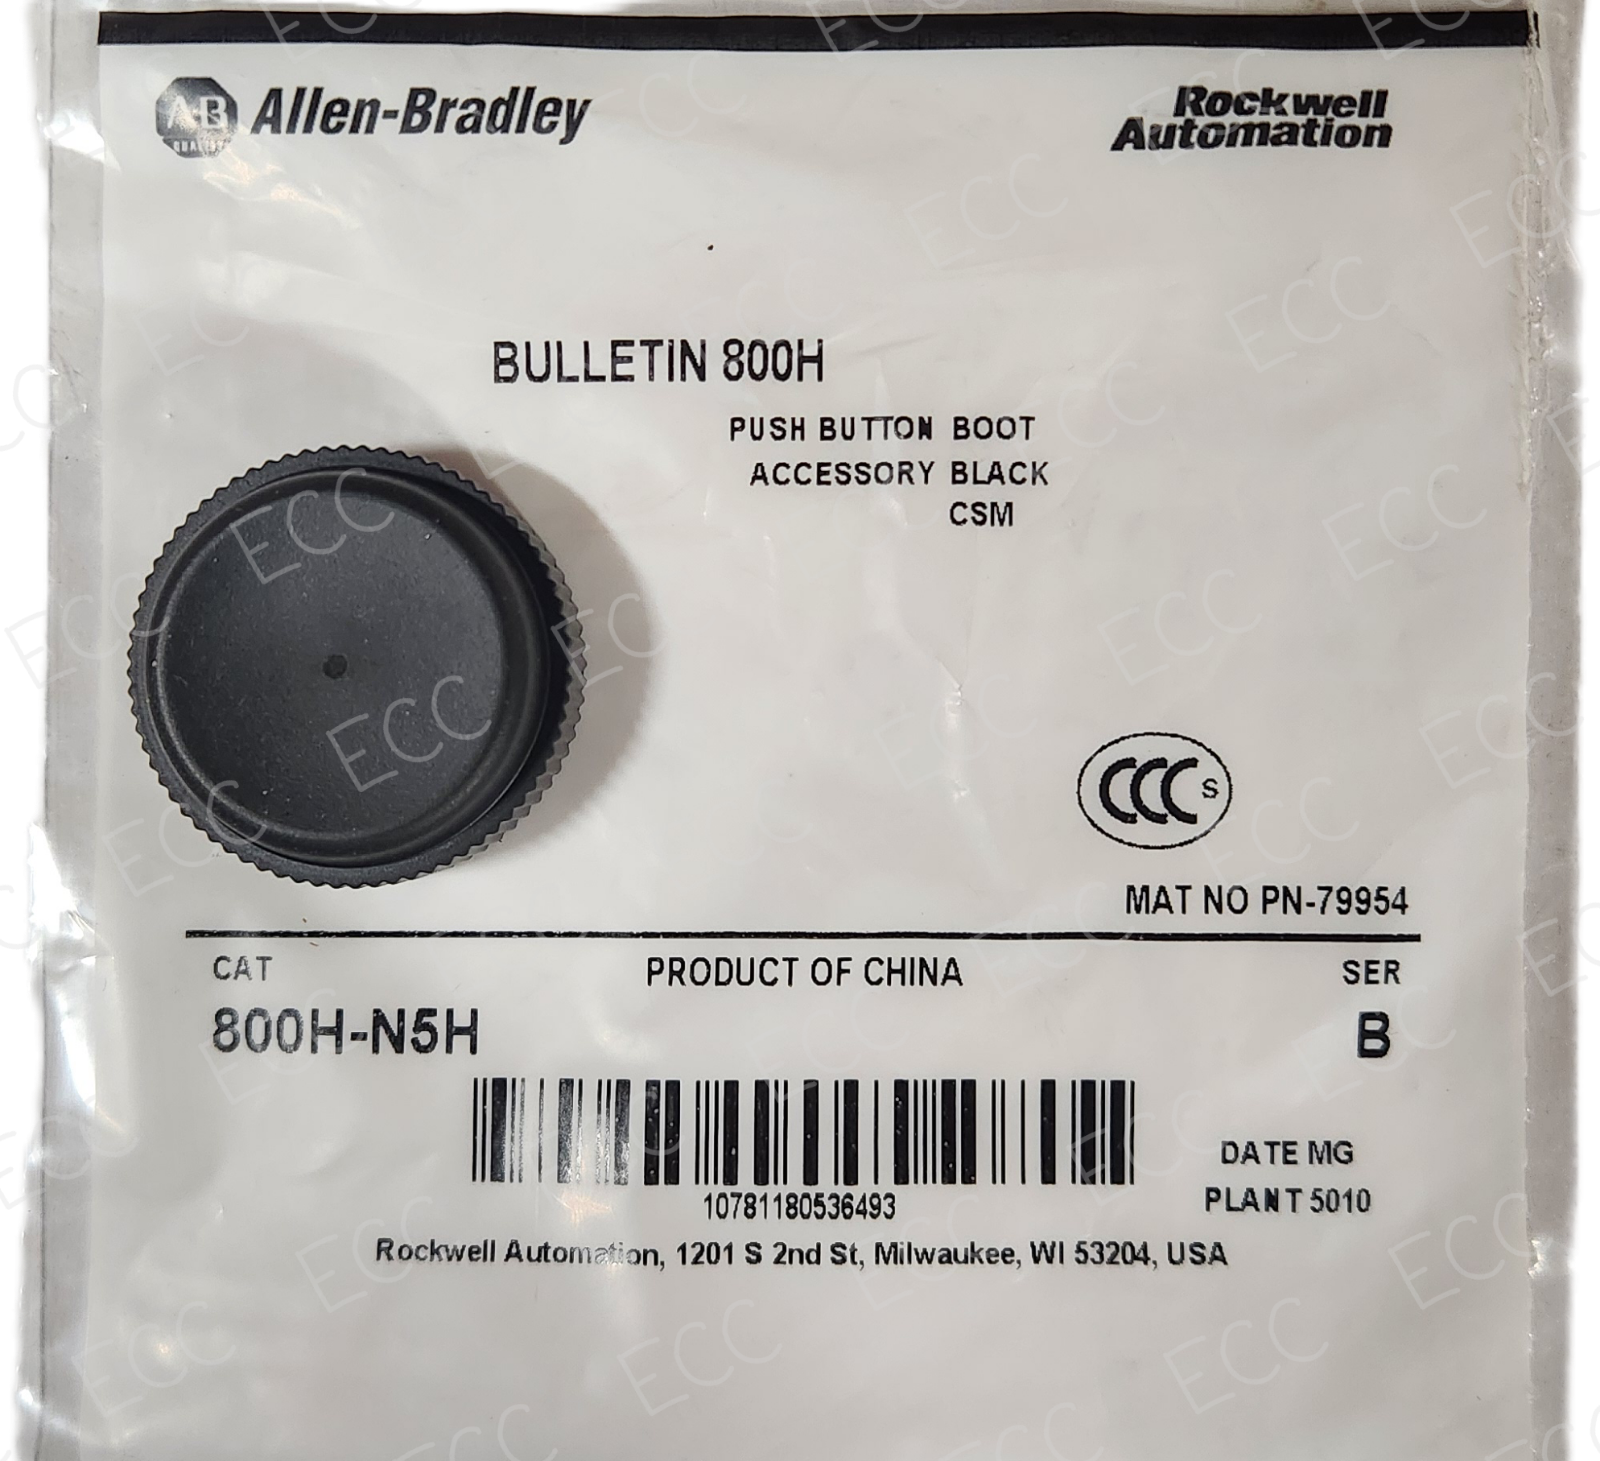 A-B
QUALITY
Allen-Bradley
Rockwell
Automation
BULLETIN 800H
PUSH BUTTON BOOT
ACCESSORY BLACK
CSM
CCC S
MAT NO PN-79954
CAT
PRODUCT OF CHINA
SER
800H-N5H
B
10781180536493
DATE MG
PLANT 5010
Rockwell Automation, 1201 S 2nd St, Milwaukee, WI 53204, USA
ECC